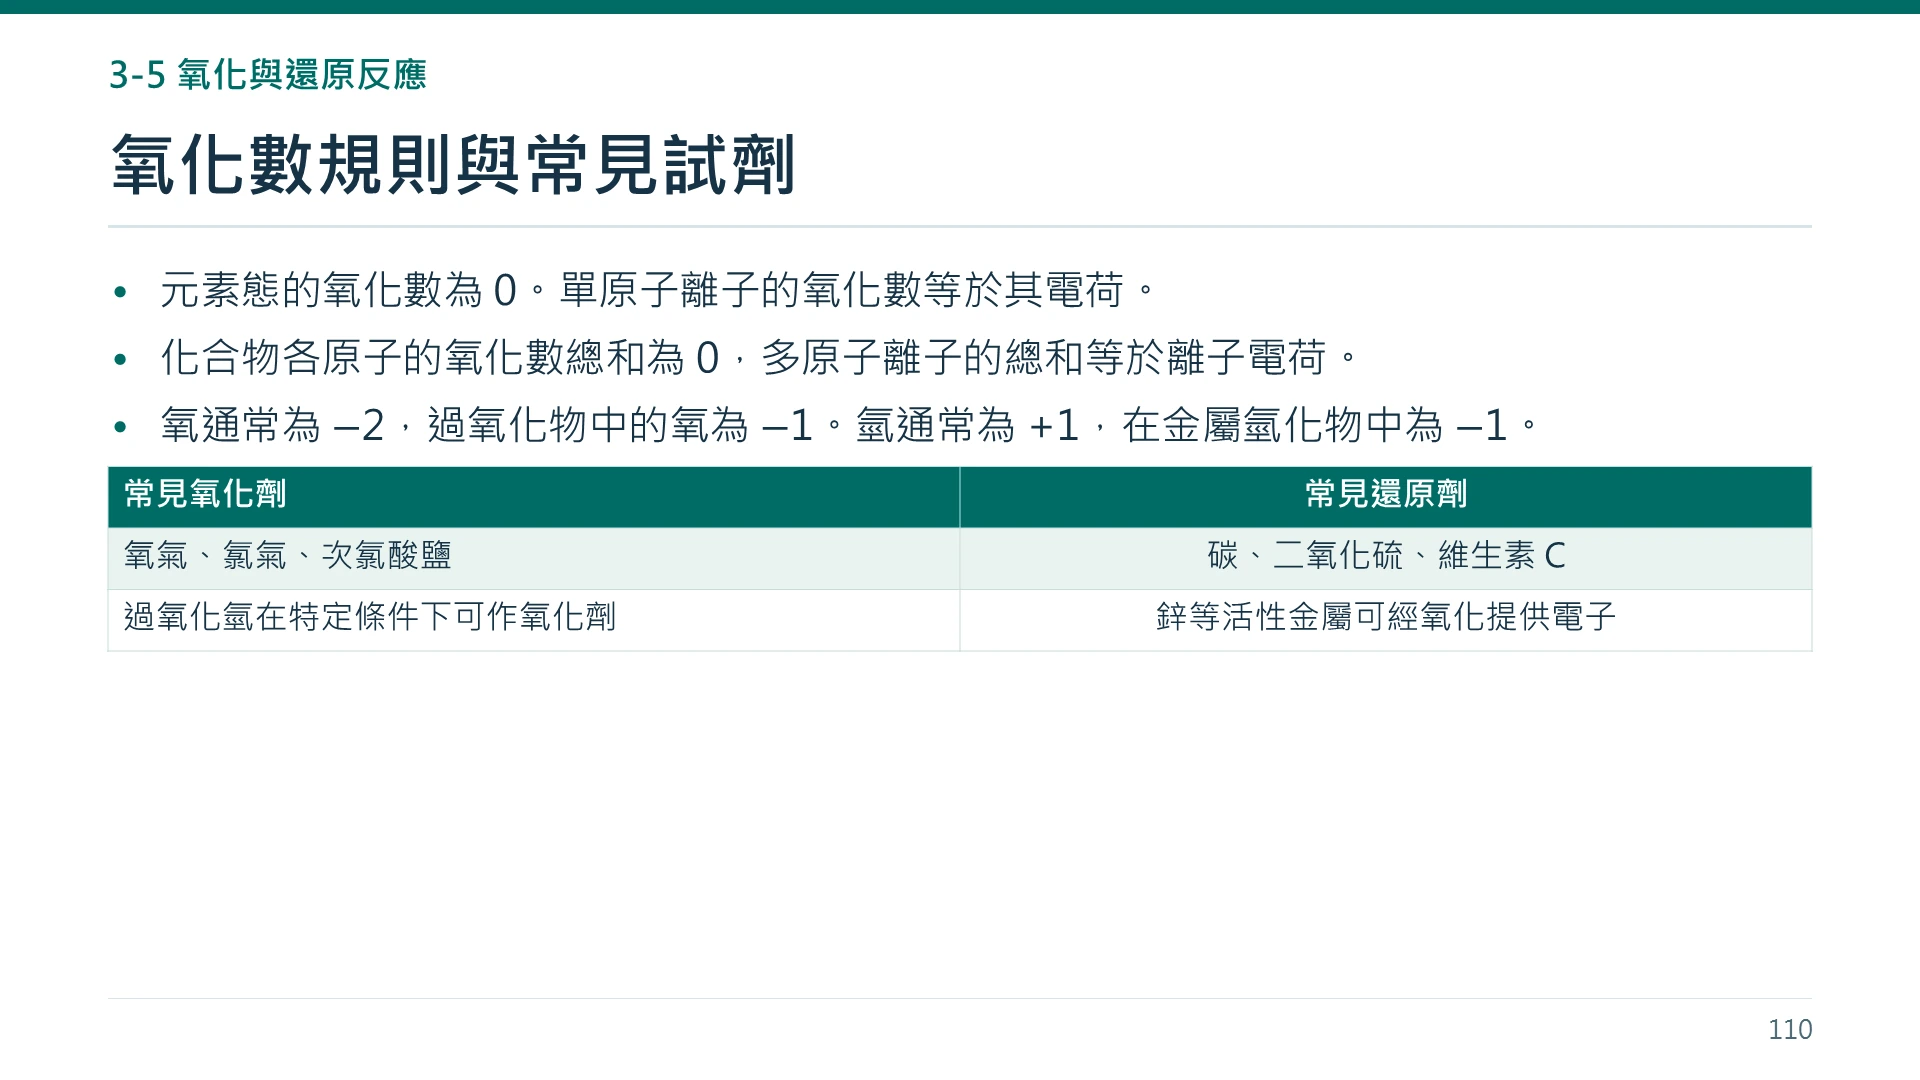 3-5 氧化與還原反應
氧化數規則與常見試劑
• 元素態的氧化數為 0。單原子離子的氧化數等於其電荷。
• 化合物各原子的氧化數總和為 0，多原子離子的總和等於離子電荷。
• 氧通常為 −2，過氧化物中的氧為 −1。氫通常為 +1，在金屬氫化物中為 −1。
常見氧化劑 常見還原劑
氧氣、氯氣、次氯酸鹽 碳、二氧化硫、維生素 C
過氧化氫在特定條件下可作氧化劑 鋅等活性金屬可經氧化提供電子
110